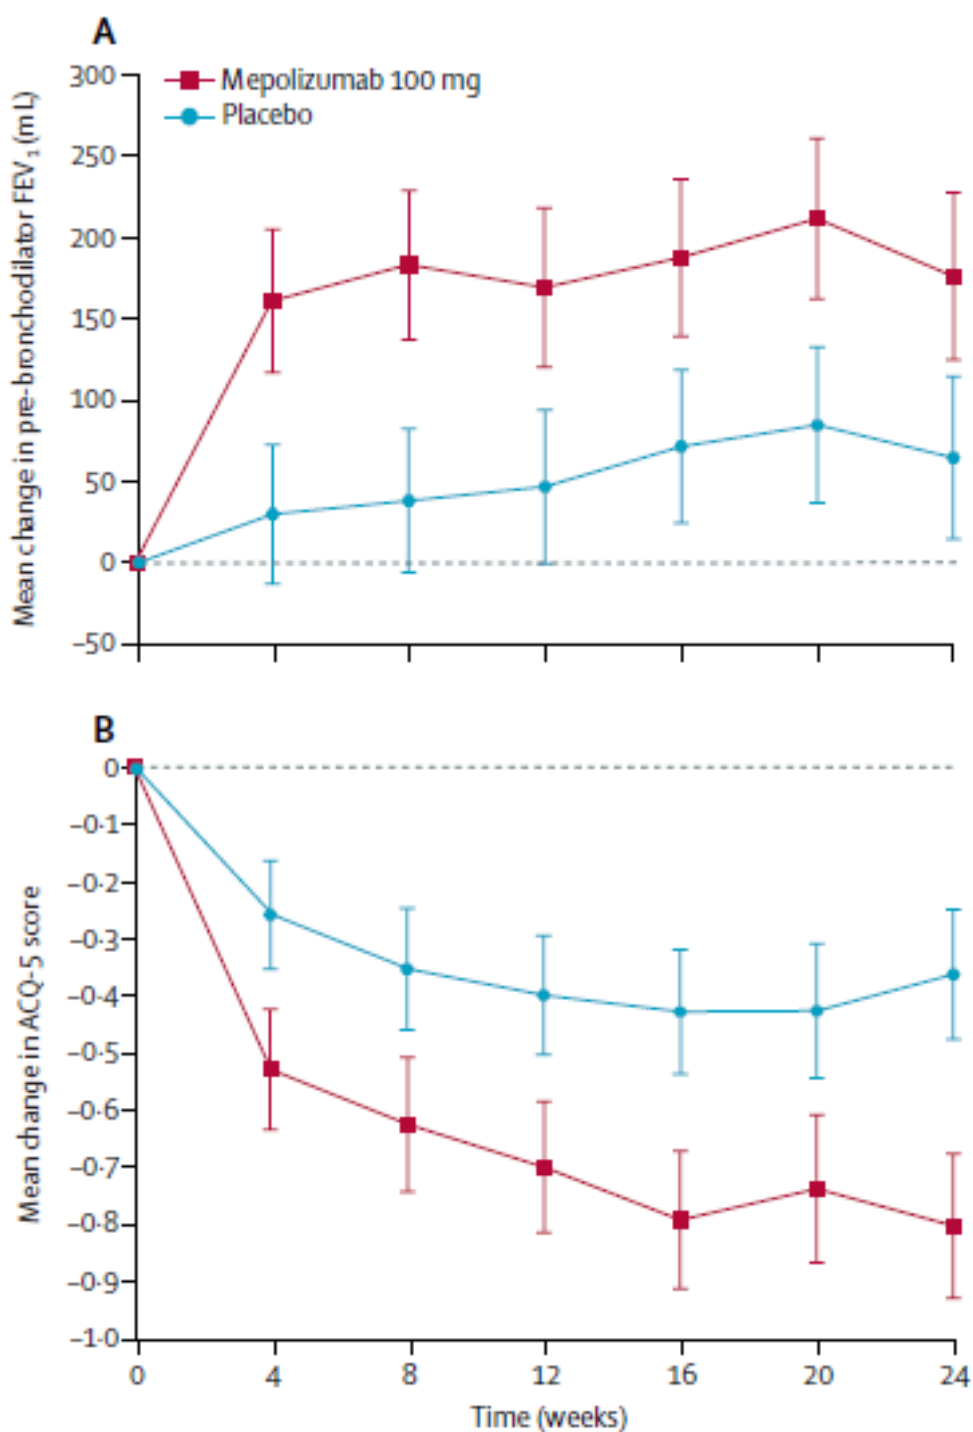 A
Mepolizumab 100 mg
Placebo
Mean change in pre-bronchodilator FEV₁ (mL)
300
250
200
150
100
50
0
–50
B
Mean change in ACQ-5 score
0
–0·1
–0·2
–0·3
–0·4
–0·5
–0·6
–0·7
–0·8
–0·9
–1·0
0 4 8 12 16 20 24
Time (weeks)